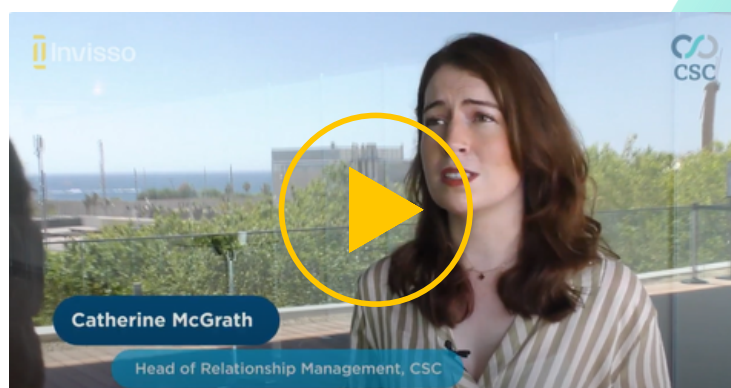 Invisso
CSC
Catherine McGrath
Head of Relationship Management, CSC